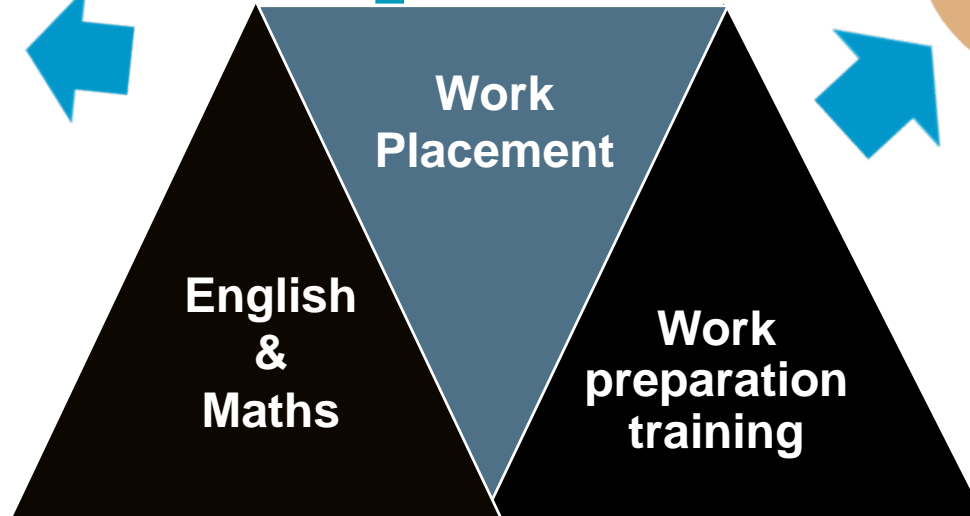 Work
Placement
English
&
Maths
Work
preparation
training